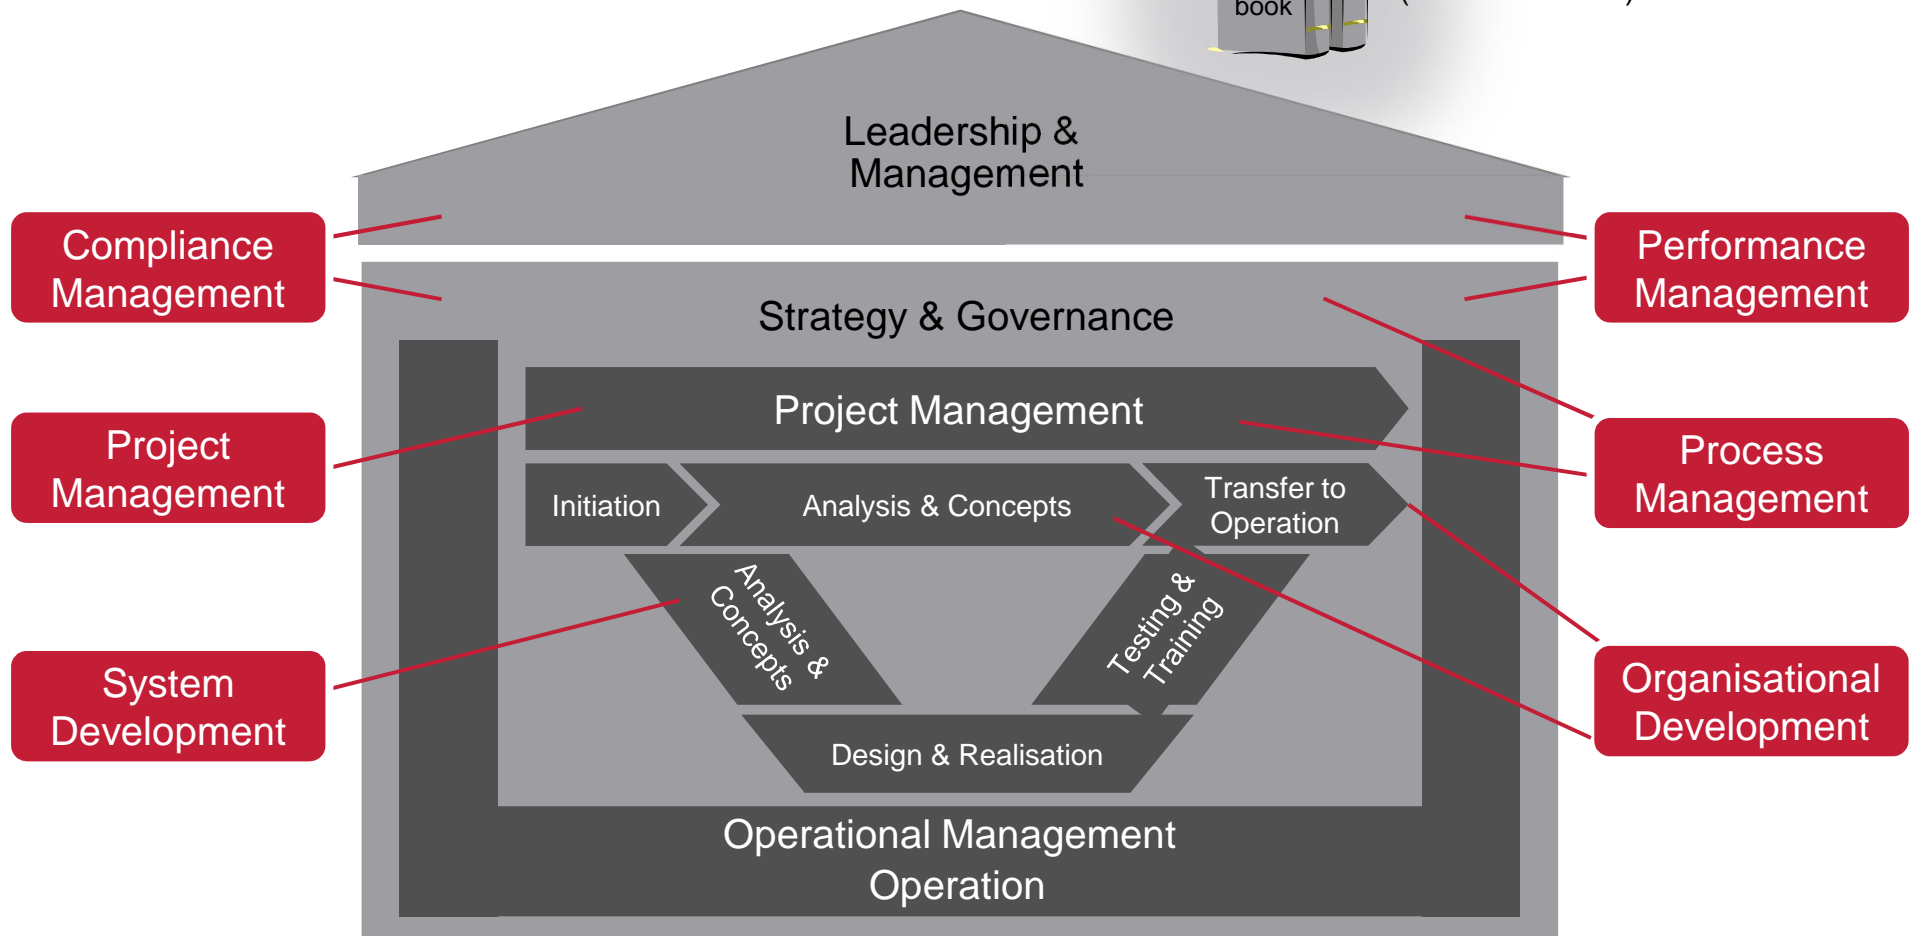 book
Leadership &
Management
Compliance
Management
Performance
Management
Strategy & Governance
Project Management
Project
Management
Process
Management
Initiation
Analysis & Concepts
Transfer to
Operation
Analysis &
Concepts
Testing &
Training
System
Development
Organisational
Development
Design & Realisation
Operational Management
Operation